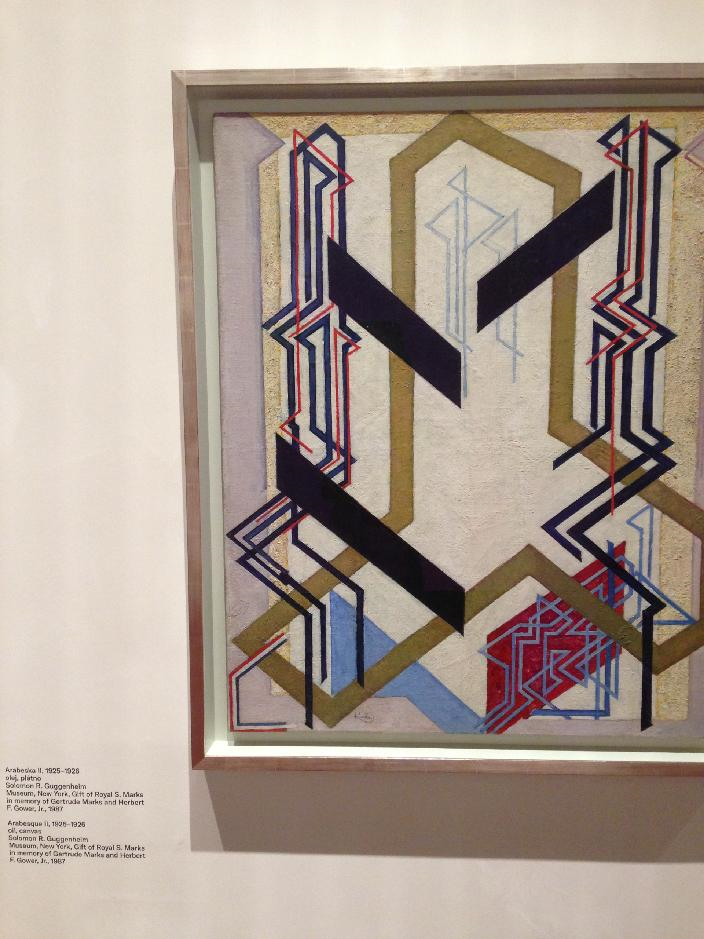 Arabeska II, 1925–1926
olej, plátno
Solomon R. Guggenheim
Museum, New York, Gift of Royal S. Marks
in memory of Gertrude Marks and Herbert
F. Gower, Jr., 1987
Arabesque II, 1925–1926
oil, canvas
Solomon R. Guggenheim
Museum, New York, Gift of Royal S. Marks
in memory of Gertrude Marks and Herbert
F. Gower, Jr., 1987